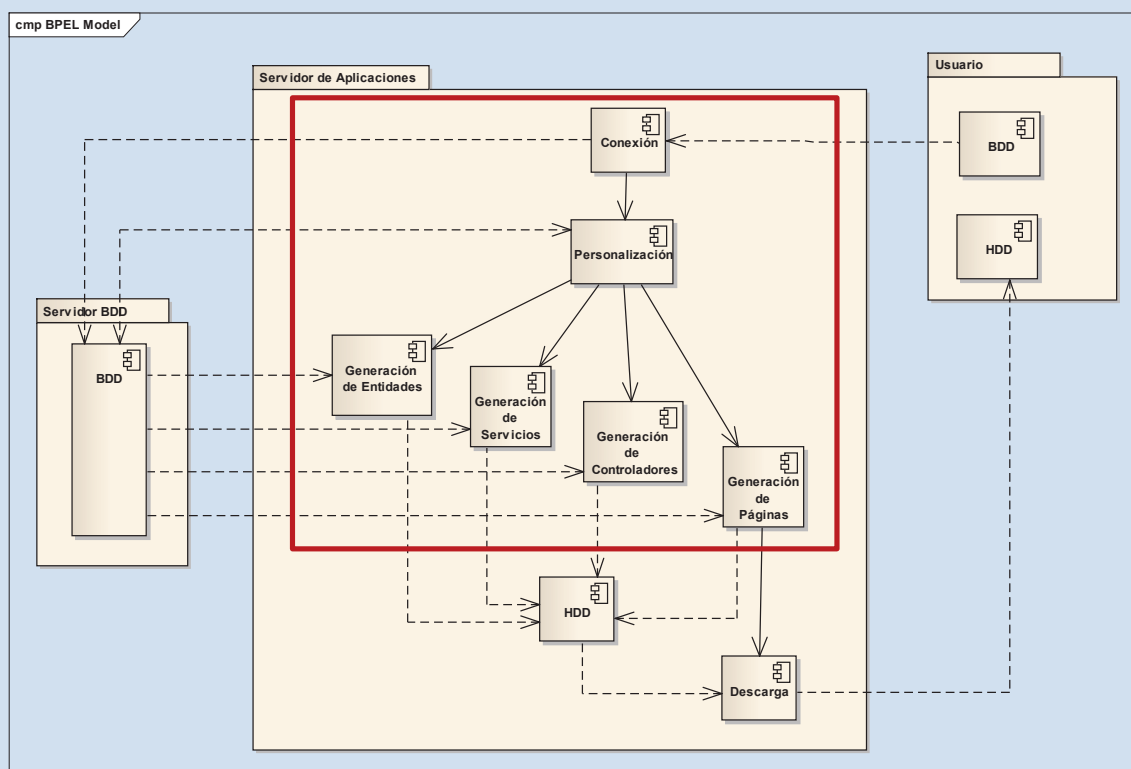 cmp BPEL Model
Servidor de Aplicaciones
Usuario
Conexión
BDD
Personalización
HDD
Servidor BDD
BDD
Generación
de Entidades
Generación
de
Servicios
Generación
de
Controladores
Generación
de
Páginas
HDD
Descarga